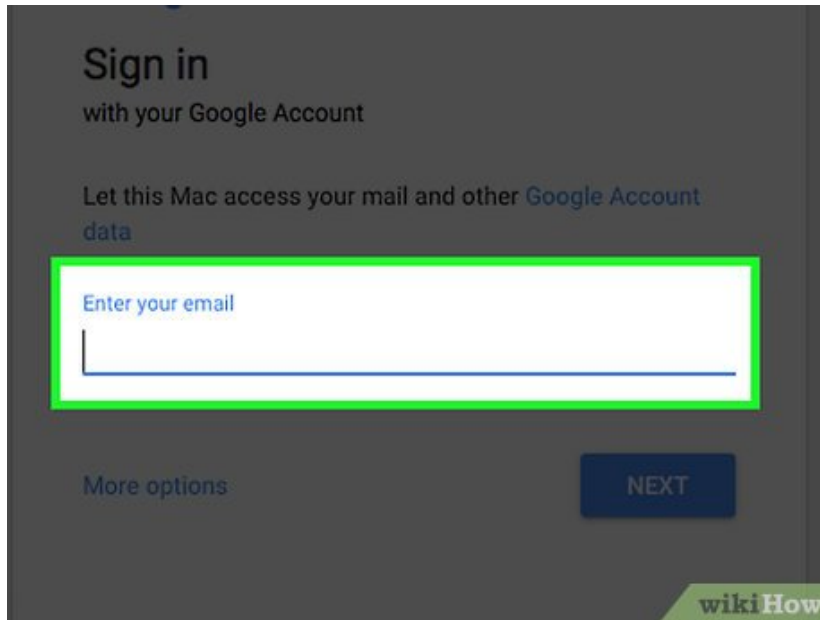 Sign in
with your Google Account
Let this Mac access your mail and other Google Account
data
Enter your email
More options
NEXT
wikiHow